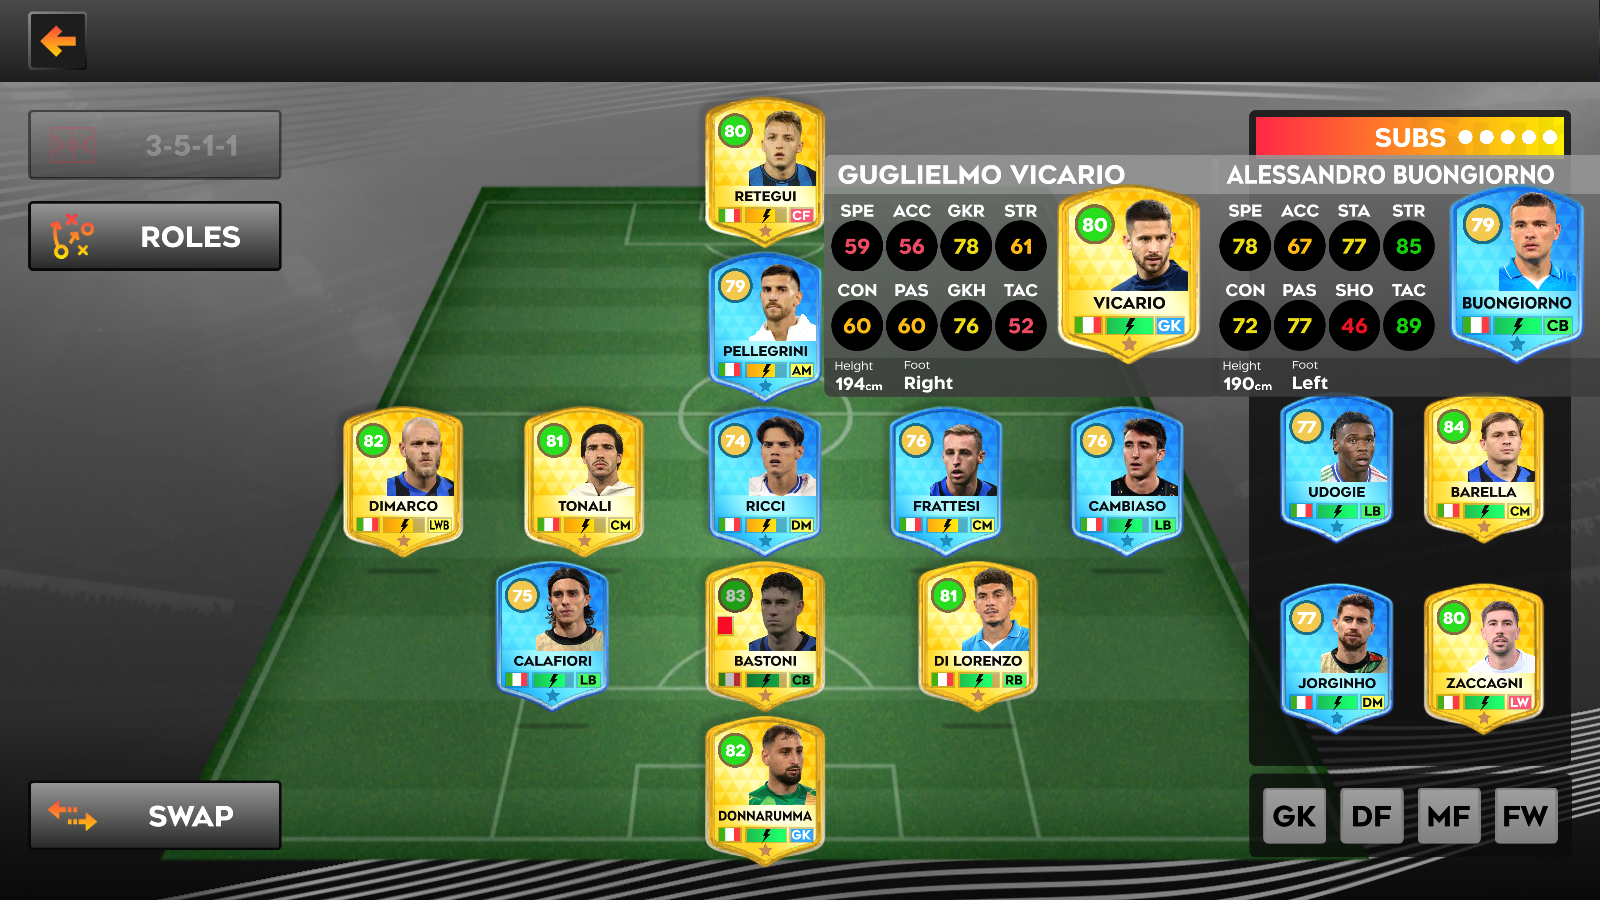 3-5-1-1
ROLES
SWAP
80
RETEGUI
CF
79
PELLEGRINI
AM
82
DIMARCO
LWB
81
TONALI
CM
74
RICCI
DM
76
FRATTESI
CM
76
CAMBIASO
LB
75
CALAFIORI
LB
83
BASTONI
CB
81
DI LORENZO
RB
82
DONNARUMMA
GK
SUBS
GUGLIELMO VICARIO
SPE ACC GKR STR
59 56 78 61
CON PAS GKH TAC
60 60 76 52
Height Foot
194cm Right
80
VICARIO
GK
ALESSANDRO BUONGIORNO
SPE ACC STA STR
78 67 77 85
CON PAS SHO TAC
72 77 46 89
Height Foot
190cm Left
79
BUONGIORNO
CB
77
UDOGIE
LB
84
BARELLA
CM
77
JORGINHO
DM
80
ZACCAGNI
LW
GK DF MF FW